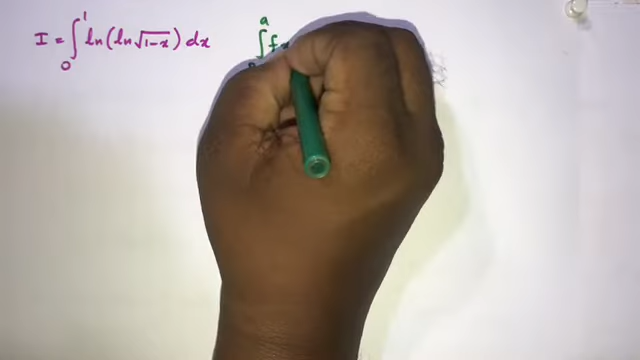 I = ∫₀¹ ln(ln√(1-x)) dx
∫ᵃ f